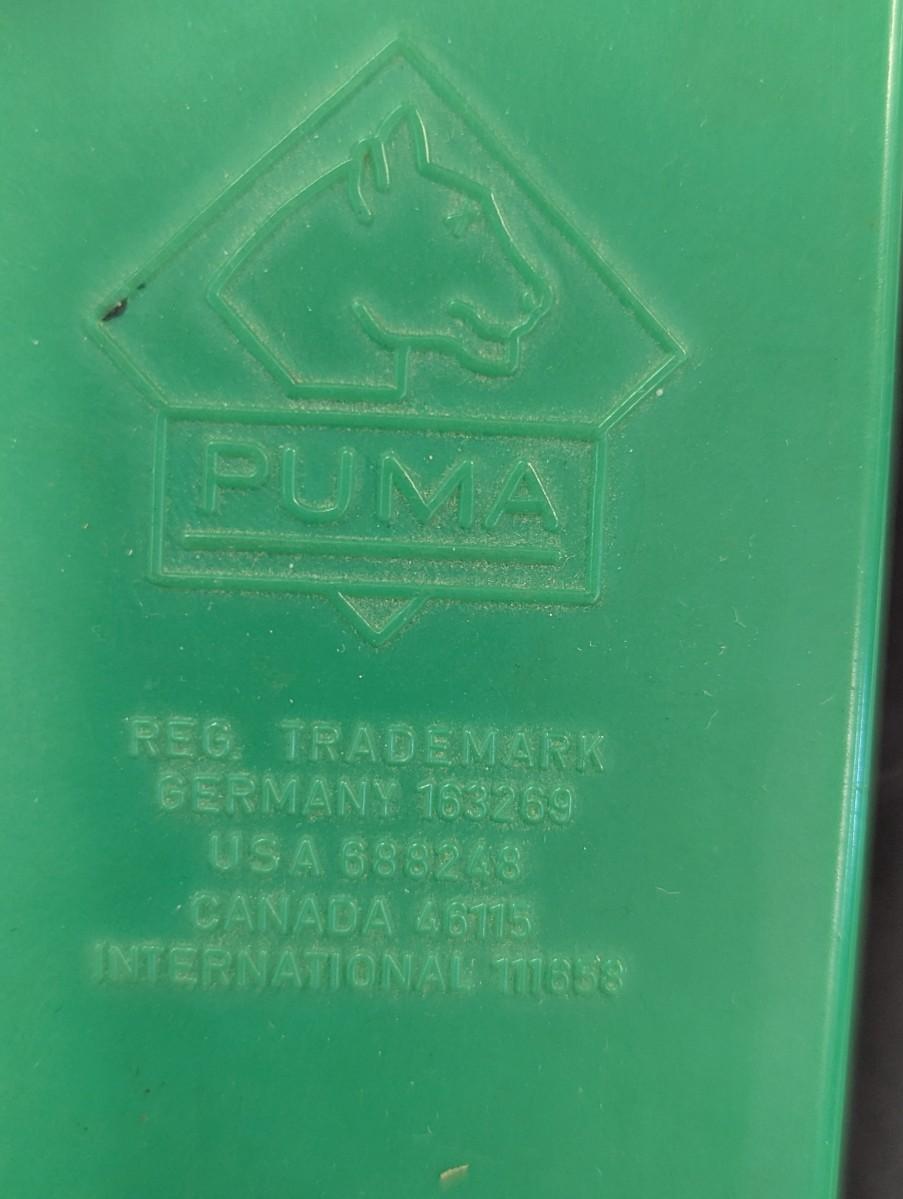 PUMA
REG. TRADEMARK
GERMANY 163269
USA 688248
CANADA 46115
INTERNATIONAL 111658